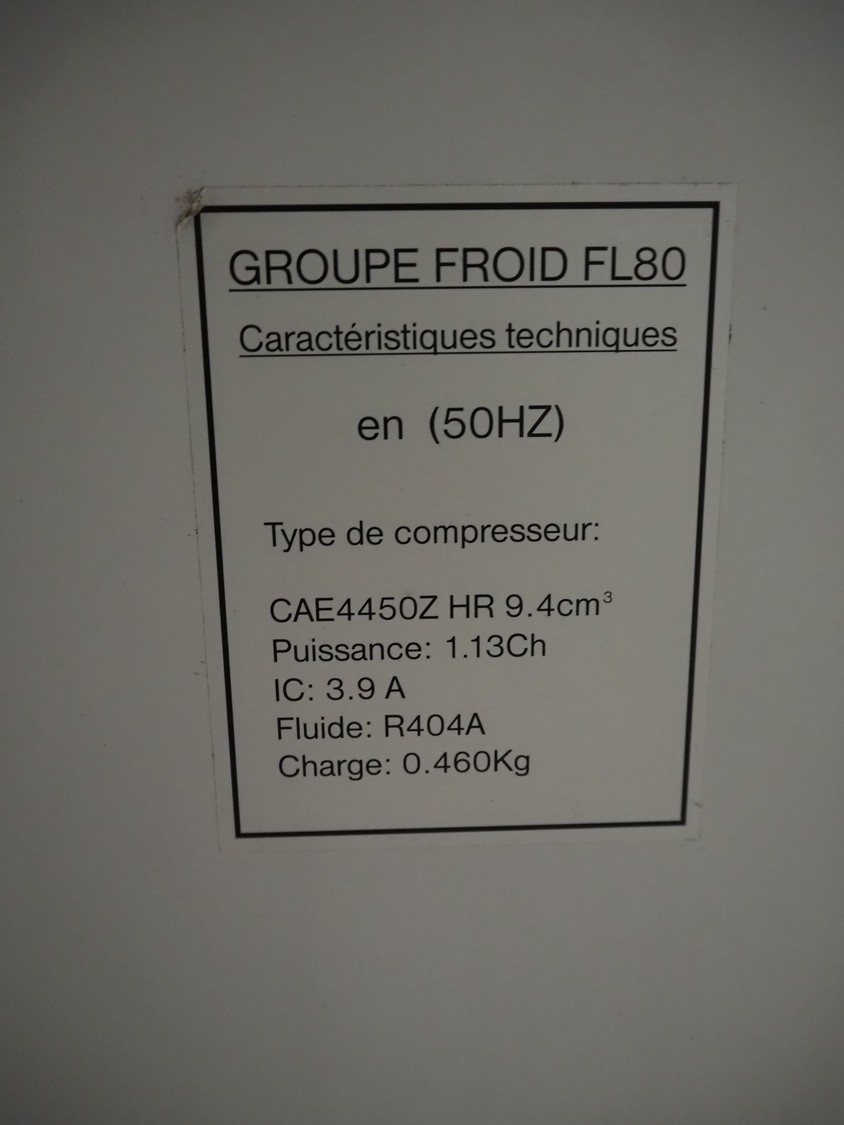 GROUPE FROID FL80
Caractéristiques techniques
en (50HZ)
Type de compresseur:
CAE4450Z HR 9.4cm³
Puissance: 1.13Ch
IC: 3.9 A
Fluide: R404A
Charge: 0.460Kg